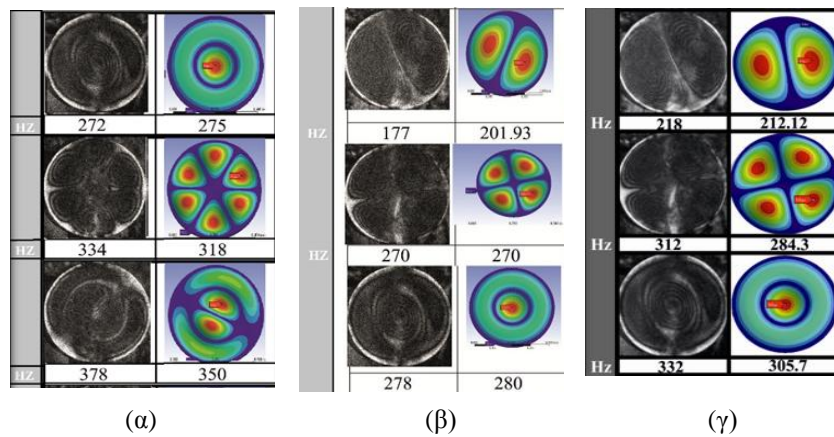 HZ 272 275
HZ 334 318
HZ 378 350
(α)
177 201.93
HZ 270 270
HZ
278 280
(β)
Hz 218 212.12
Hz 312 284.3
Hz 332 305.7
(γ)